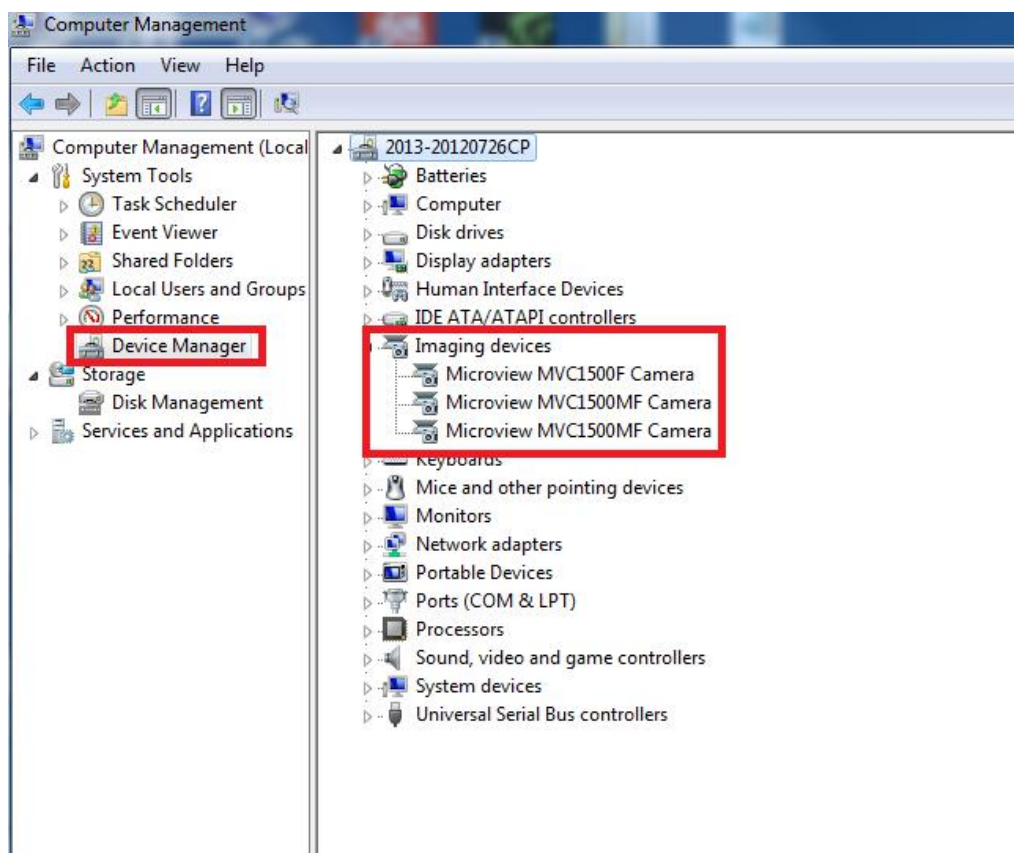 Computer Management
File Action View Help
Computer Management (Local
System Tools
Task Scheduler
Event Viewer
Shared Folders
Local Users and Groups
Performance
Device Manager
Storage
Disk Management
Services and Applications
2013-20120726CP
Batteries
Computer
Disk drives
Display adapters
Human Interface Devices
IDE ATA/ATAPI controllers
Imaging devices
Microview MVC1500F Camera
Microview MVC1500MF Camera
Microview MVC1500MF Camera
Keyboards
Mice and other pointing devices
Monitors
Network adapters
Portable Devices
Ports (COM & LPT)
Processors
Sound, video and game controllers
System devices
Universal Serial Bus controllers